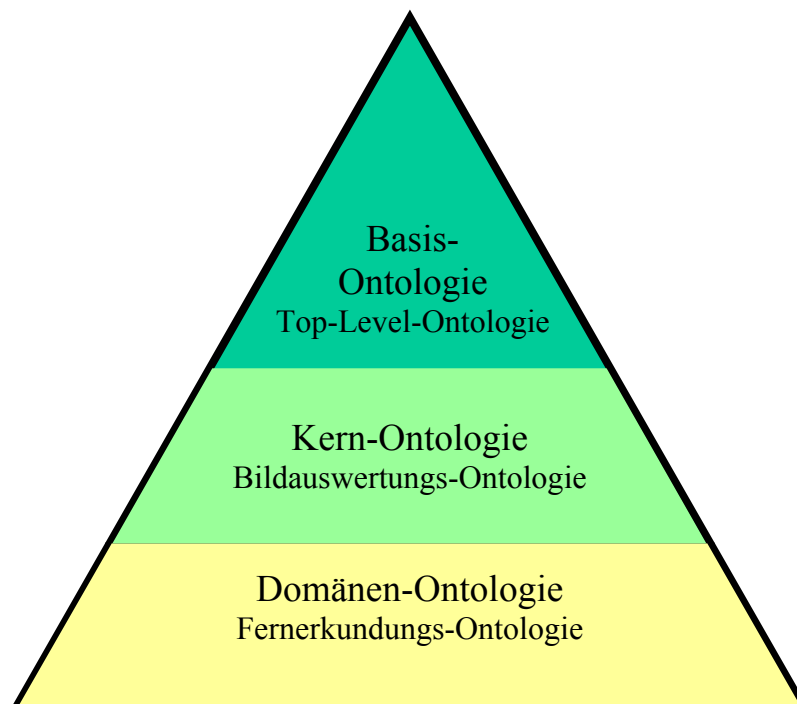 Basis-
Ontologie
Top-Level-Ontologie
Kern-Ontologie
Bildauswertungs-Ontologie
Domänen-Ontologie
Fernerkundungs-Ontologie